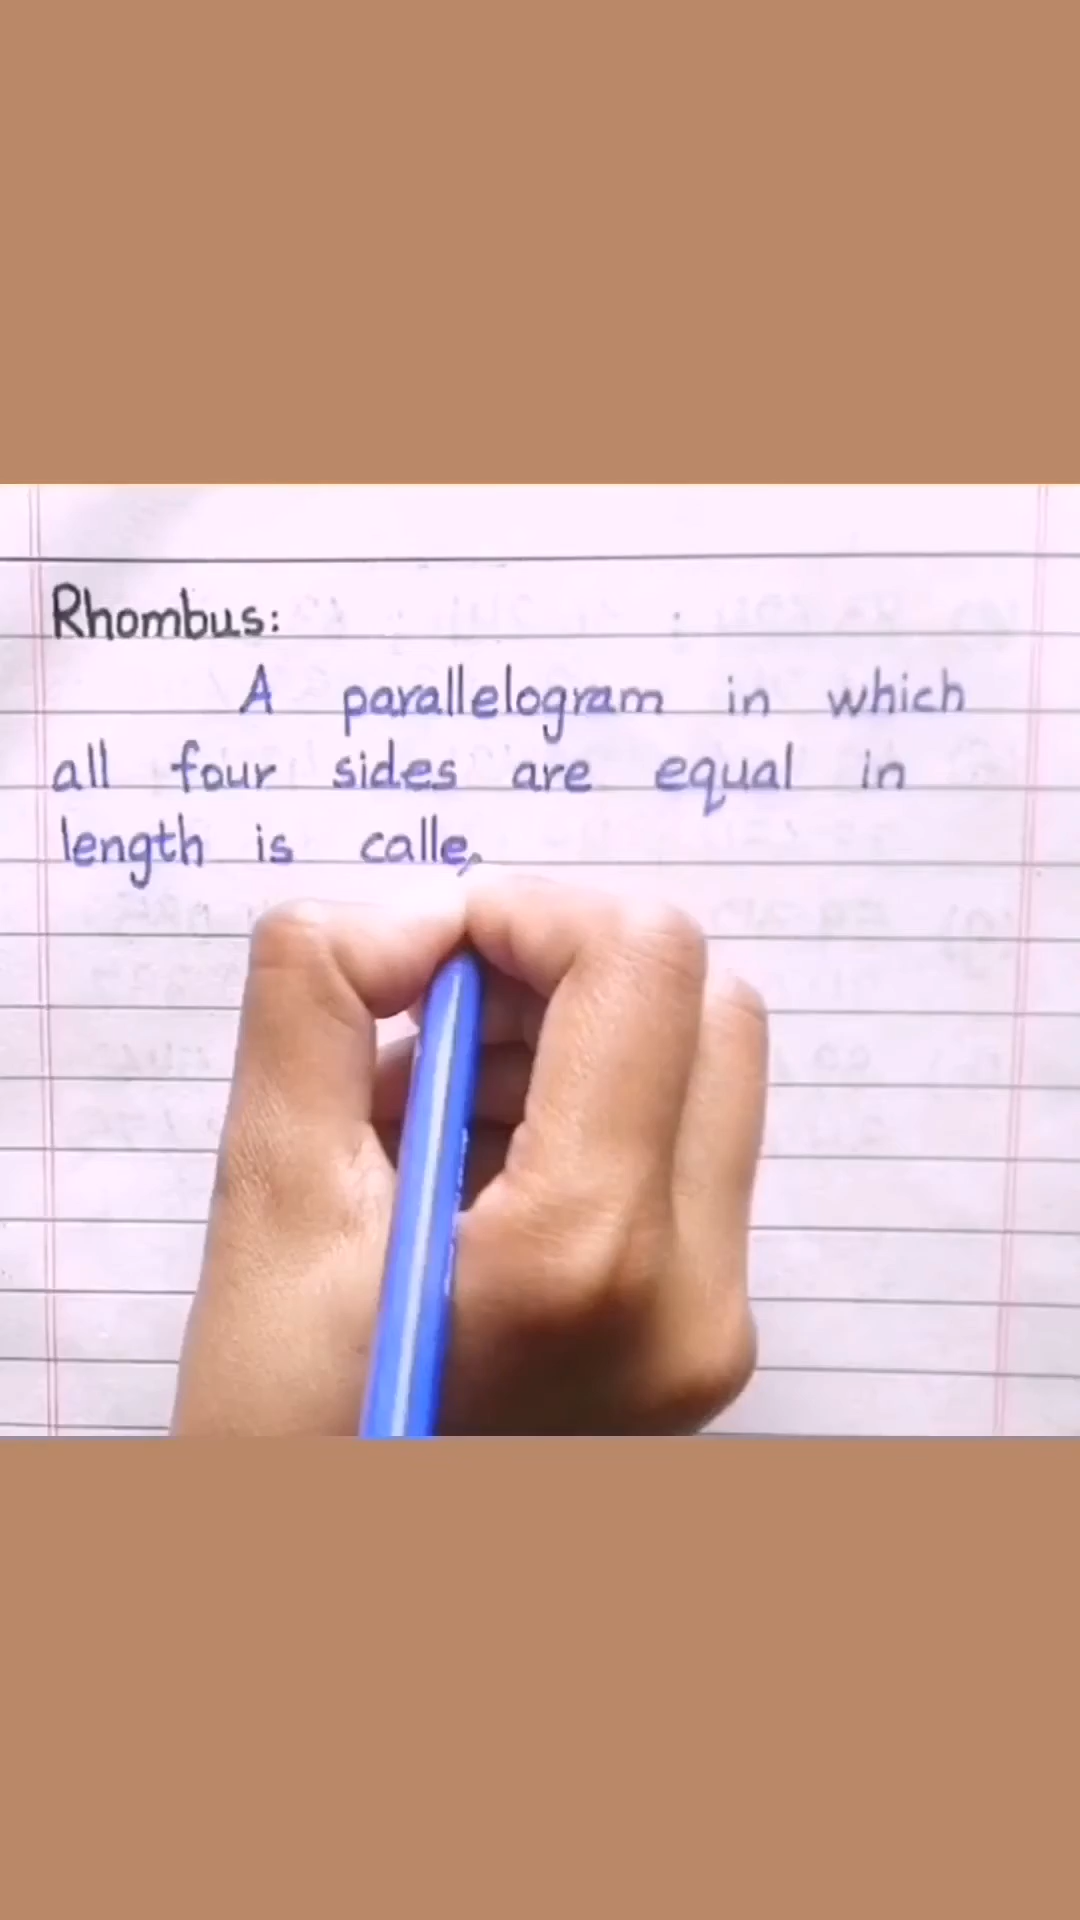 Rhombus:
A parallelogram in which
all four sides are equal in
length is calle